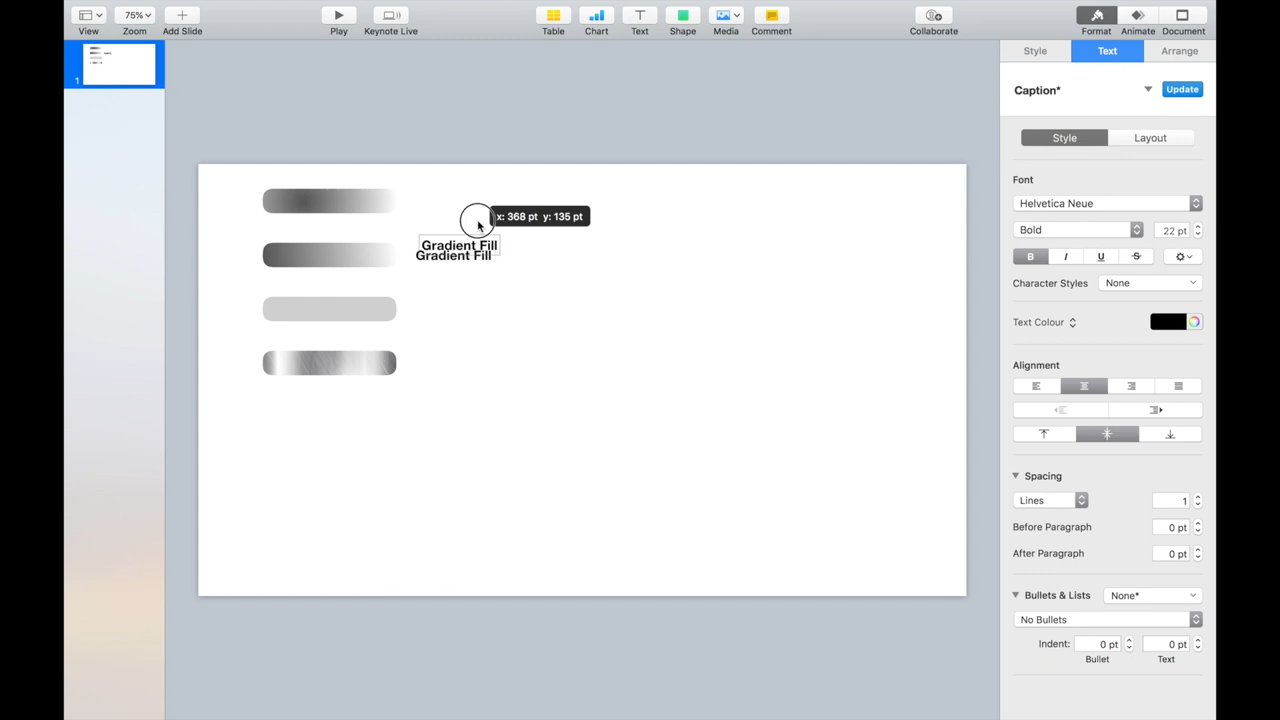 75%
View
Zoom
Add Slide
Play
Keynote Live
Table
Chart
Text
Shape
Media
Comment
Collaborate
Format
Animate
Document
1
Style
Text
Arrange
Caption*
Update
Style
Layout
Font
Helvetica Neue
Bold
22 pt
B I U S
Character Styles
None
Text Colour
Alignment
Spacing
Lines
1
Before Paragraph
0 pt
After Paragraph
0 pt
Bullets & Lists
None*
No Bullets
Indent:
0 pt
0 pt
Bullet
Text
x: 368 pt y: 135 pt
Gradient Fill
Gradient Fill